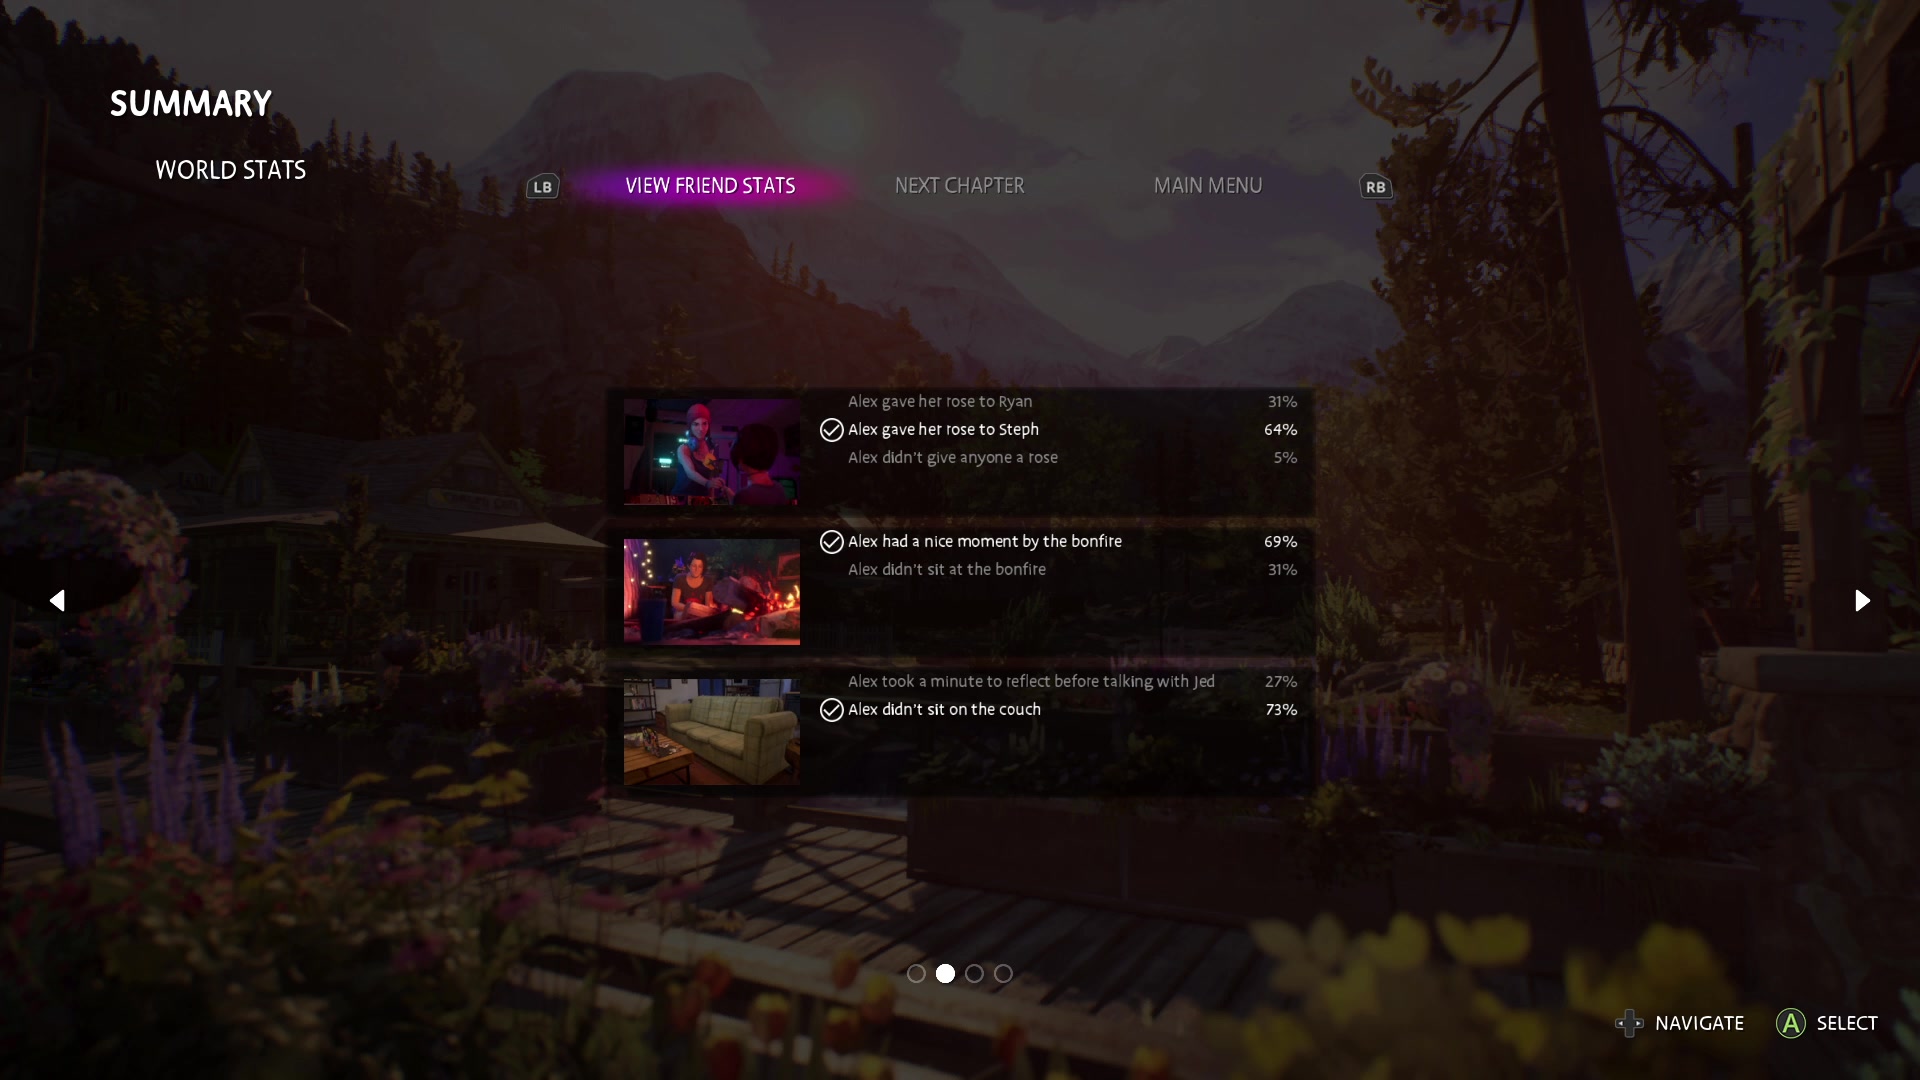 SUMMARY
WORLD STATS
LB
VIEW FRIEND STATS
NEXT CHAPTER
MAIN MENU
RB
Alex gave her rose to Ryan 31%
Alex gave her rose to Steph 64%
Alex didn't give anyone a rose 5%
Alex had a nice moment by the bonfire 69%
Alex didn't sit at the bonfire 31%
Alex took a minute to reflect before talking with Jed 27%
Alex didn't sit on the couch 73%
NAVIGATE
A SELECT